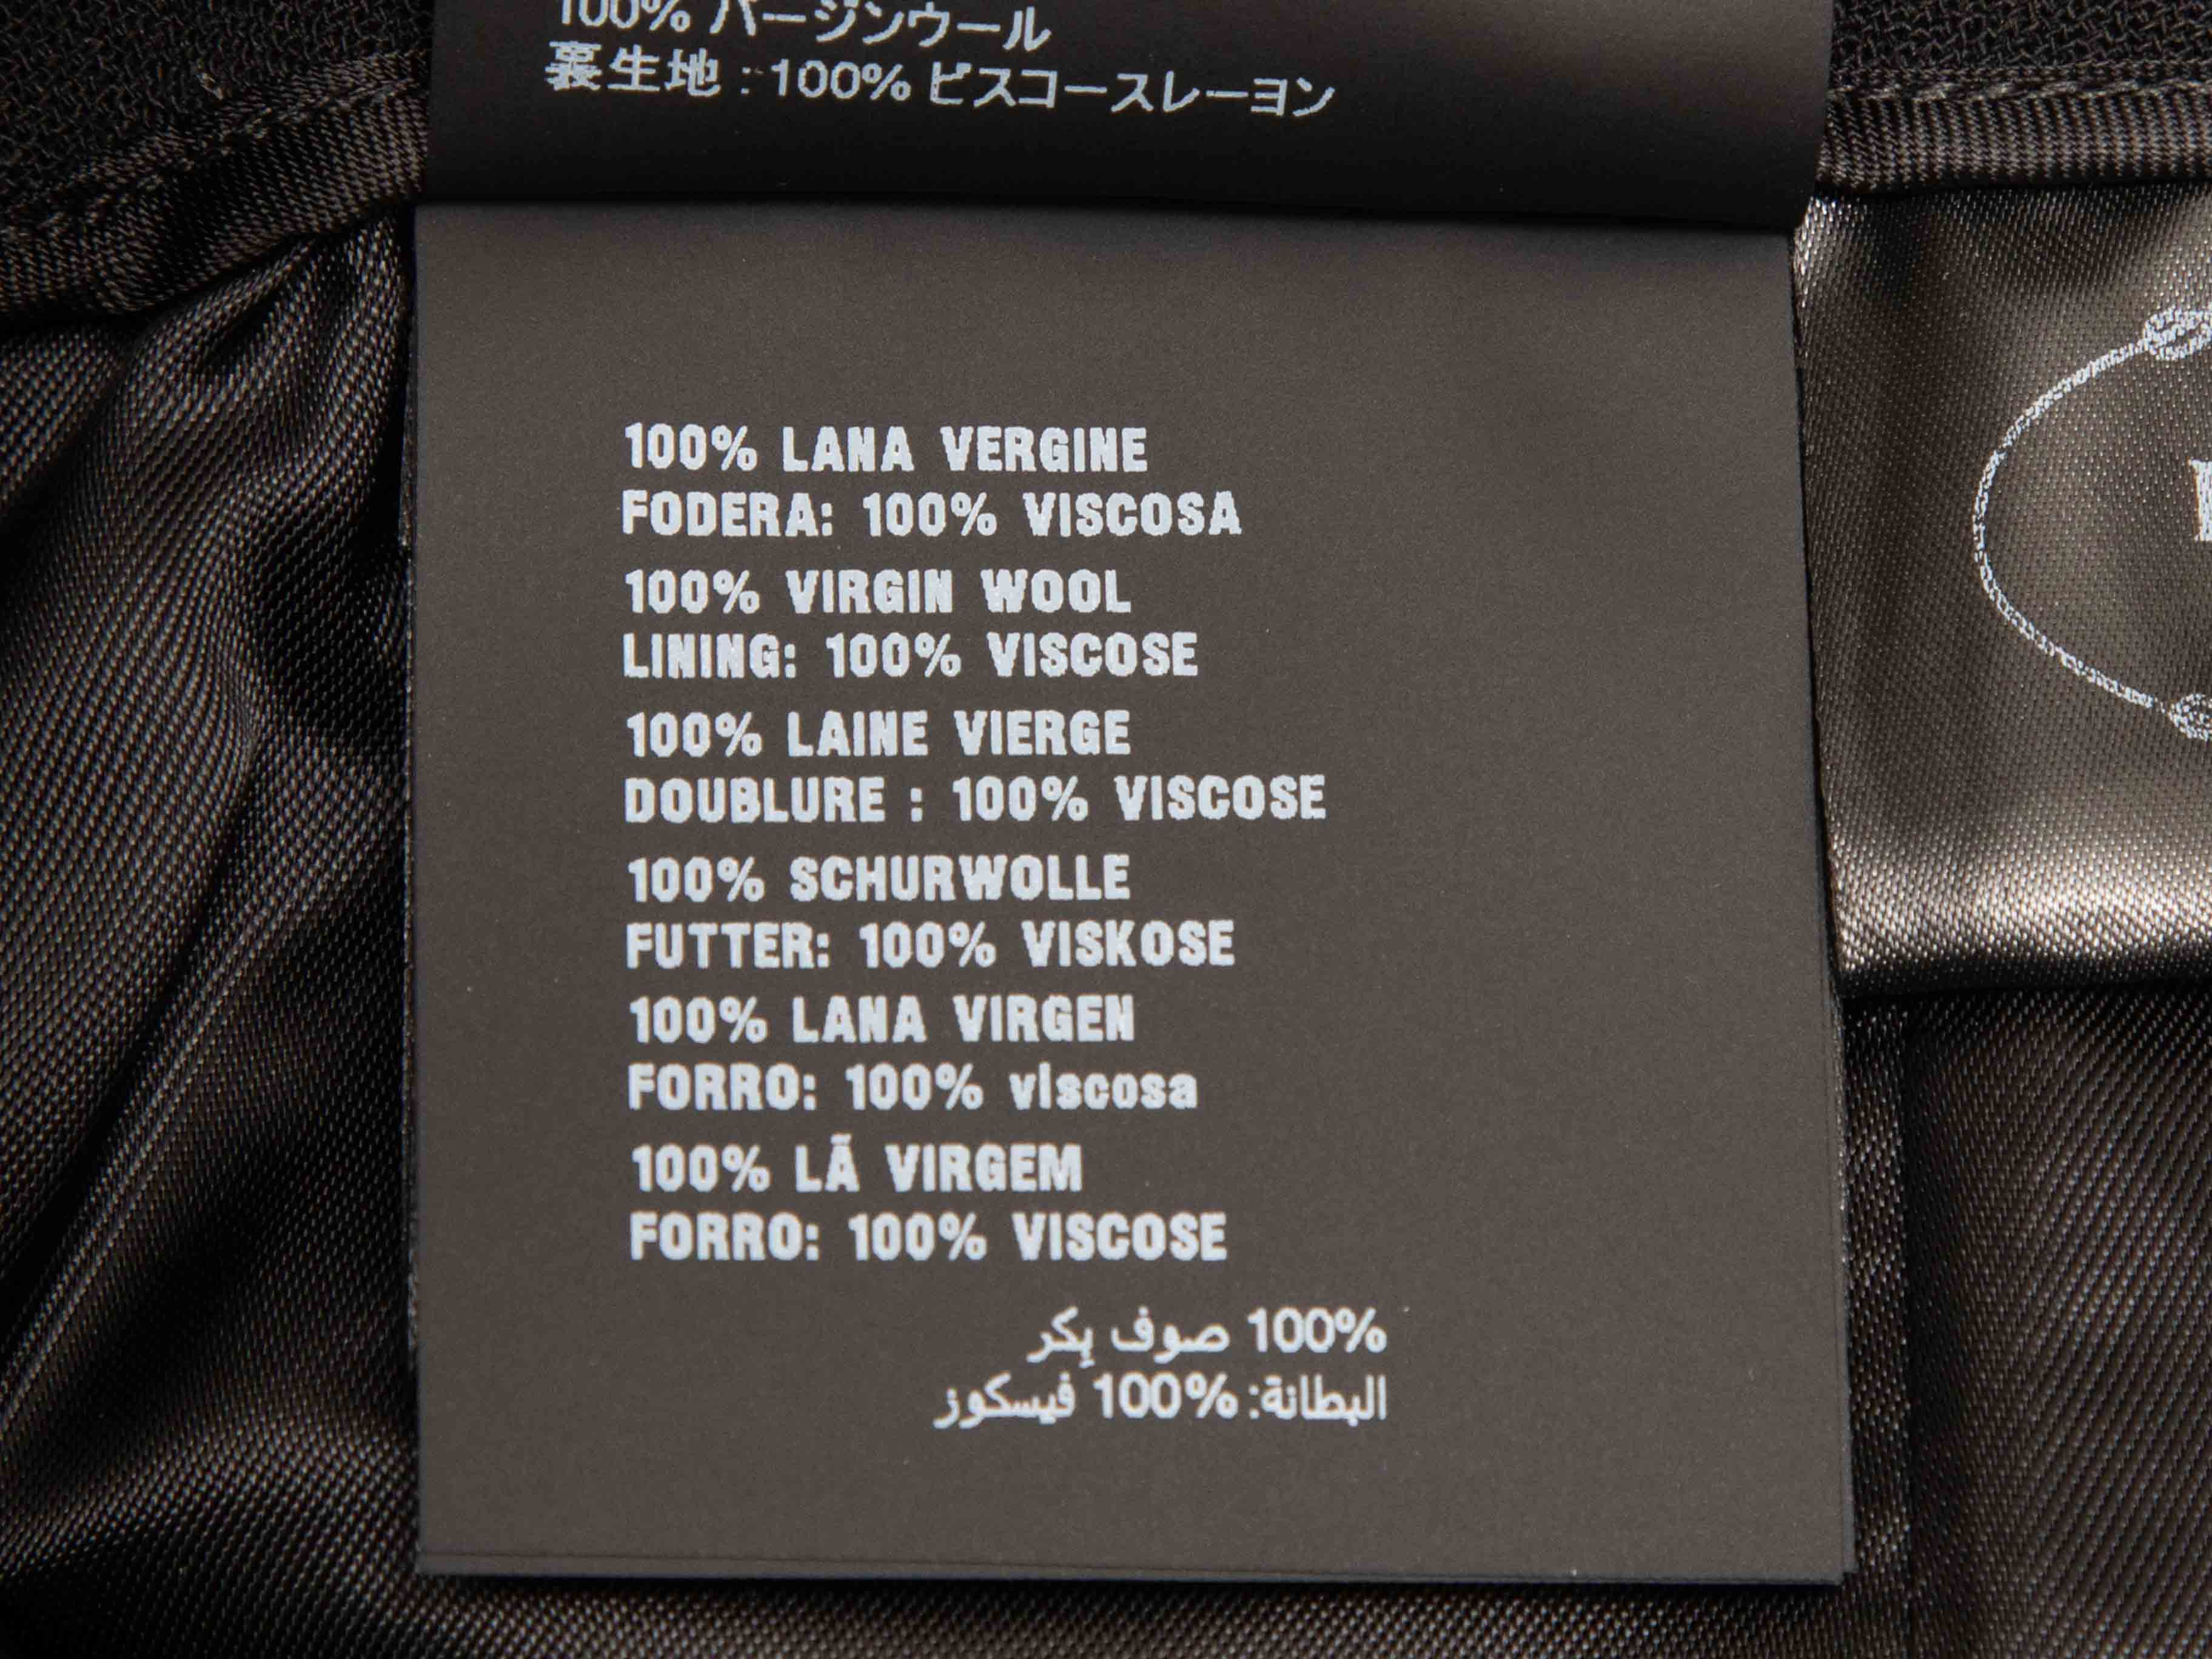 100% バージンウール
裏生地：100% ビスコースレーヨン
100% LANA VERGINE
FODERA: 100% VISCOSA
100% VIRGIN WOOL
LINING: 100% VISCOSE
100% LAINE VIERGE
DOUBLURE : 100% VISCOSE
100% SCHURWOLLE
FUTTER: 100% VISKOSE
100% LANA VIRGEN
FORRO: 100% viscosa
100% LÃ VIRGEM
FORRO: 100% VISCOSE
100% صوف بِكر
البطانة: 100% فيسكوز